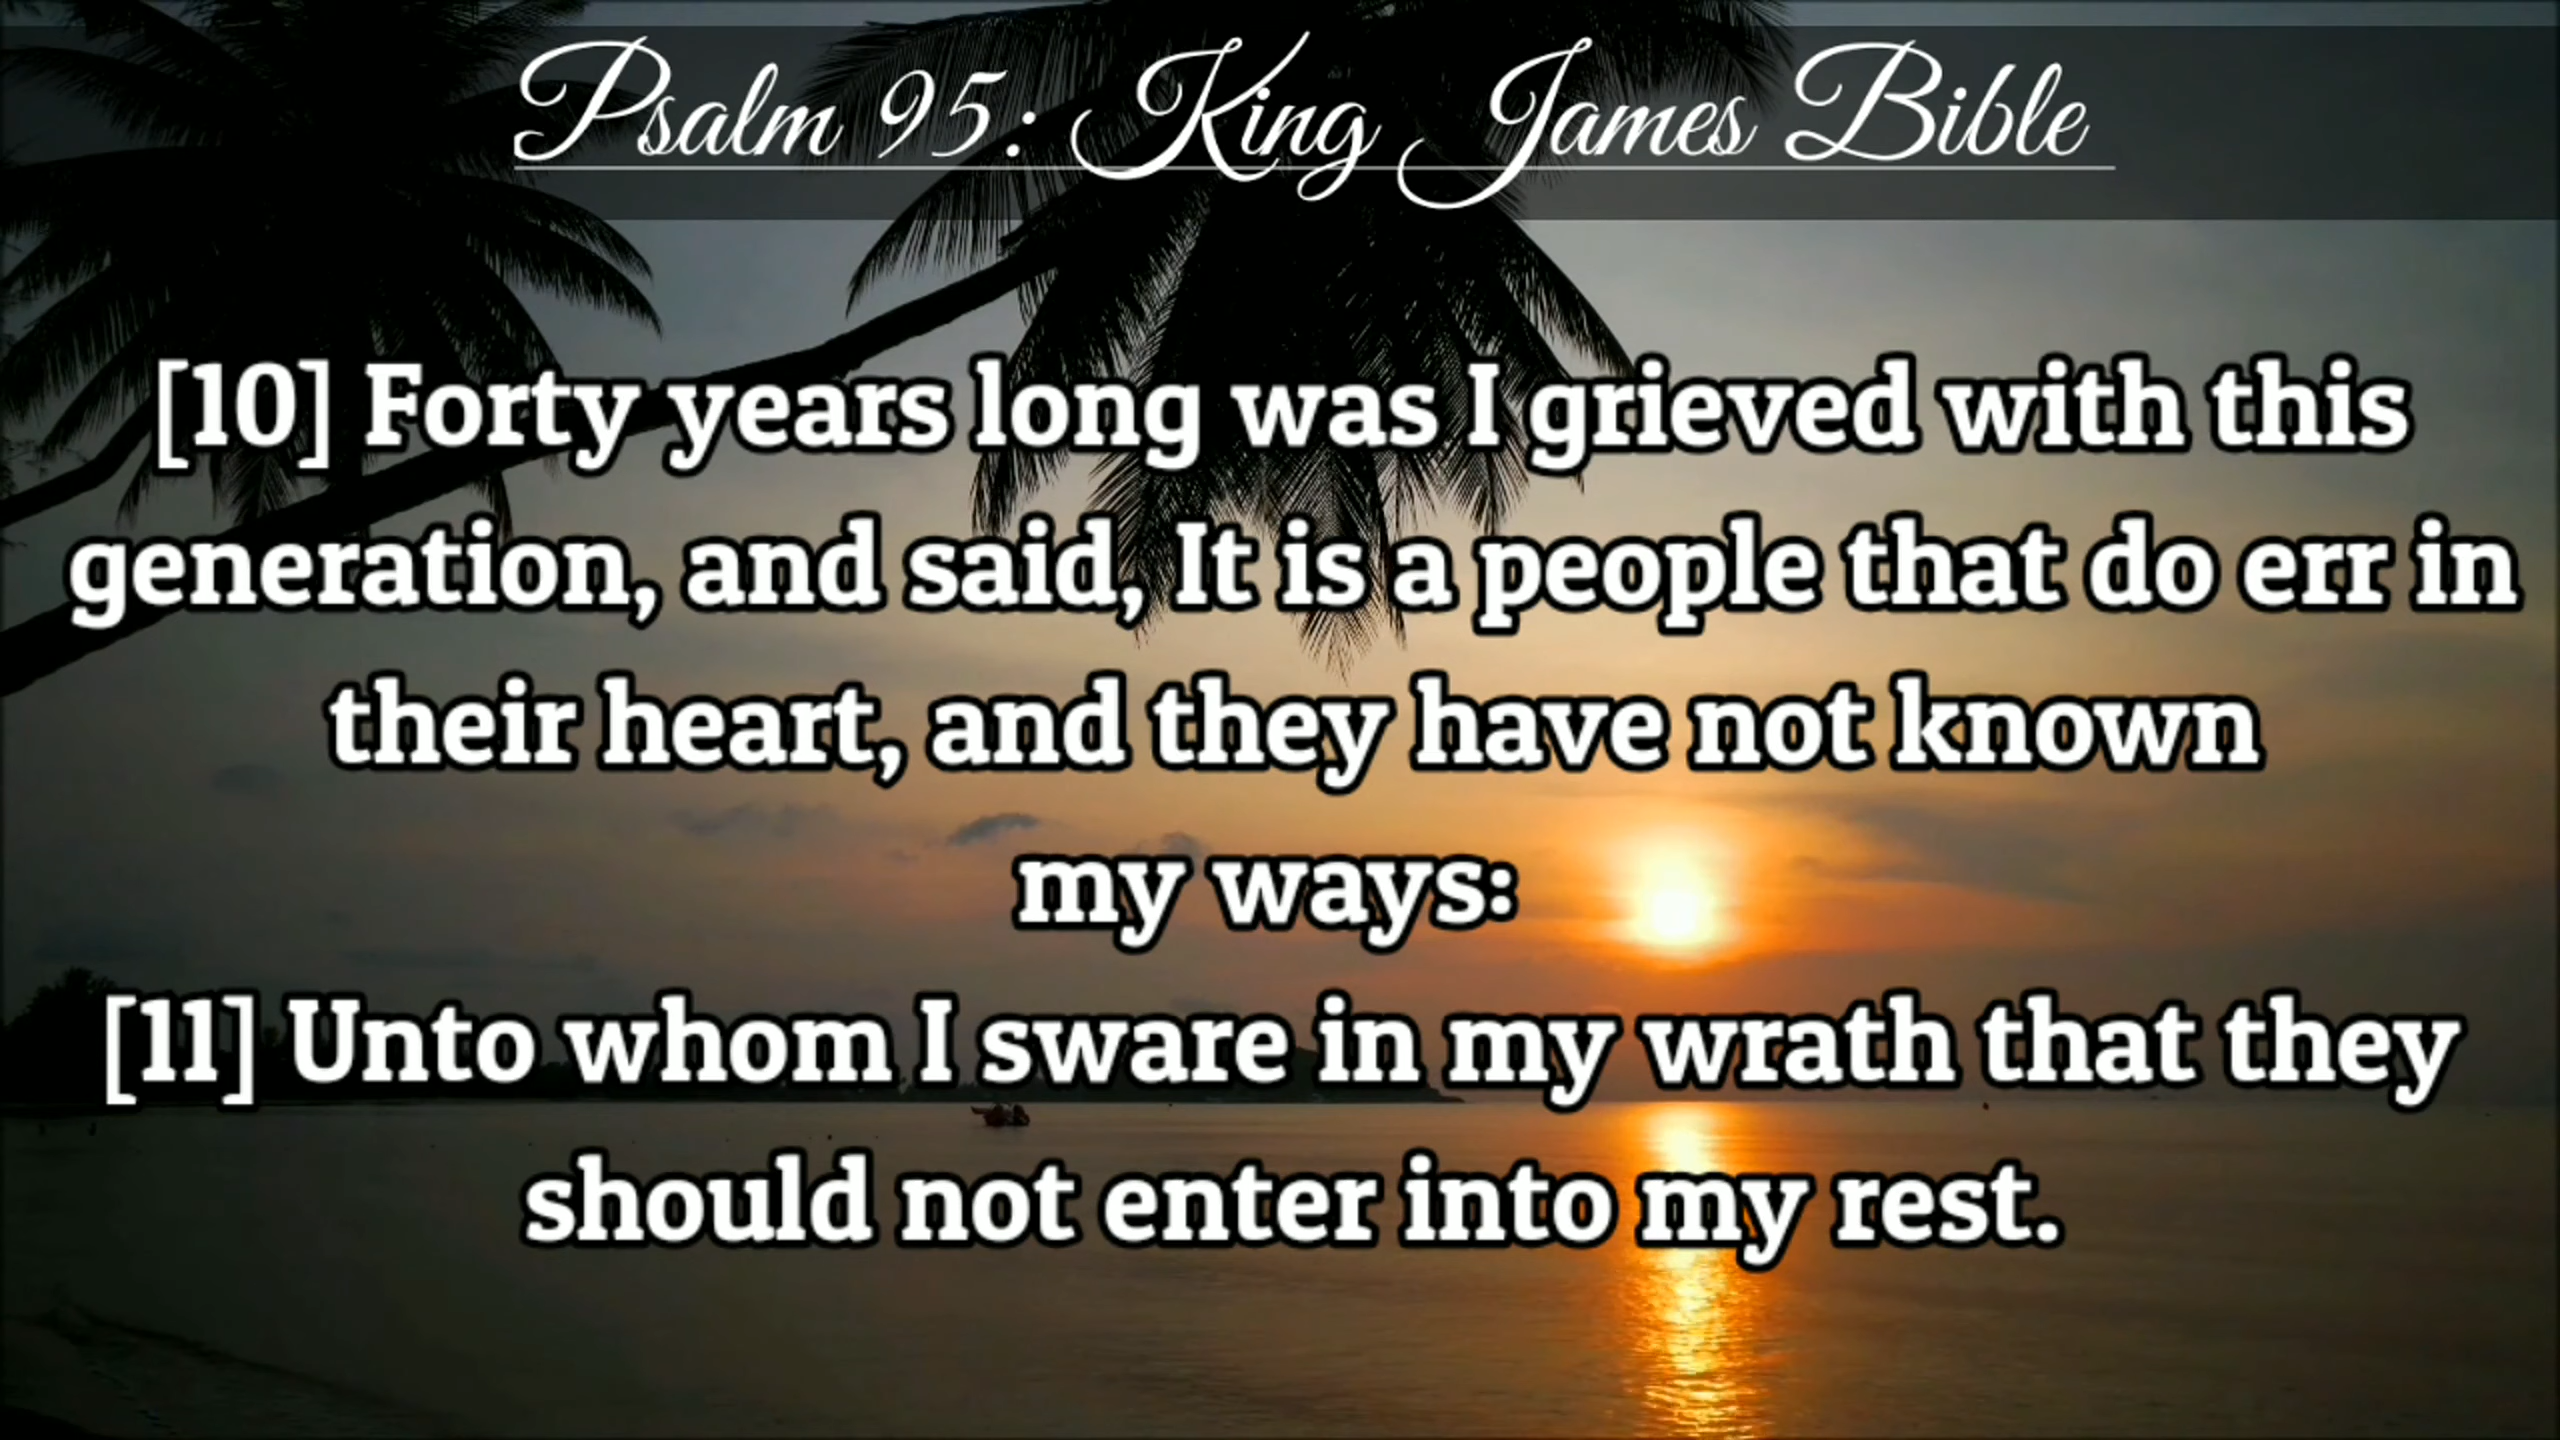 Psalm 95: King James Bible
[10] Forty years long was I grieved with this
generation, and said, It is a people that do err in
their heart, and they have not known
my ways:
[11] Unto whom I sware in my wrath that they
should not enter into my rest.